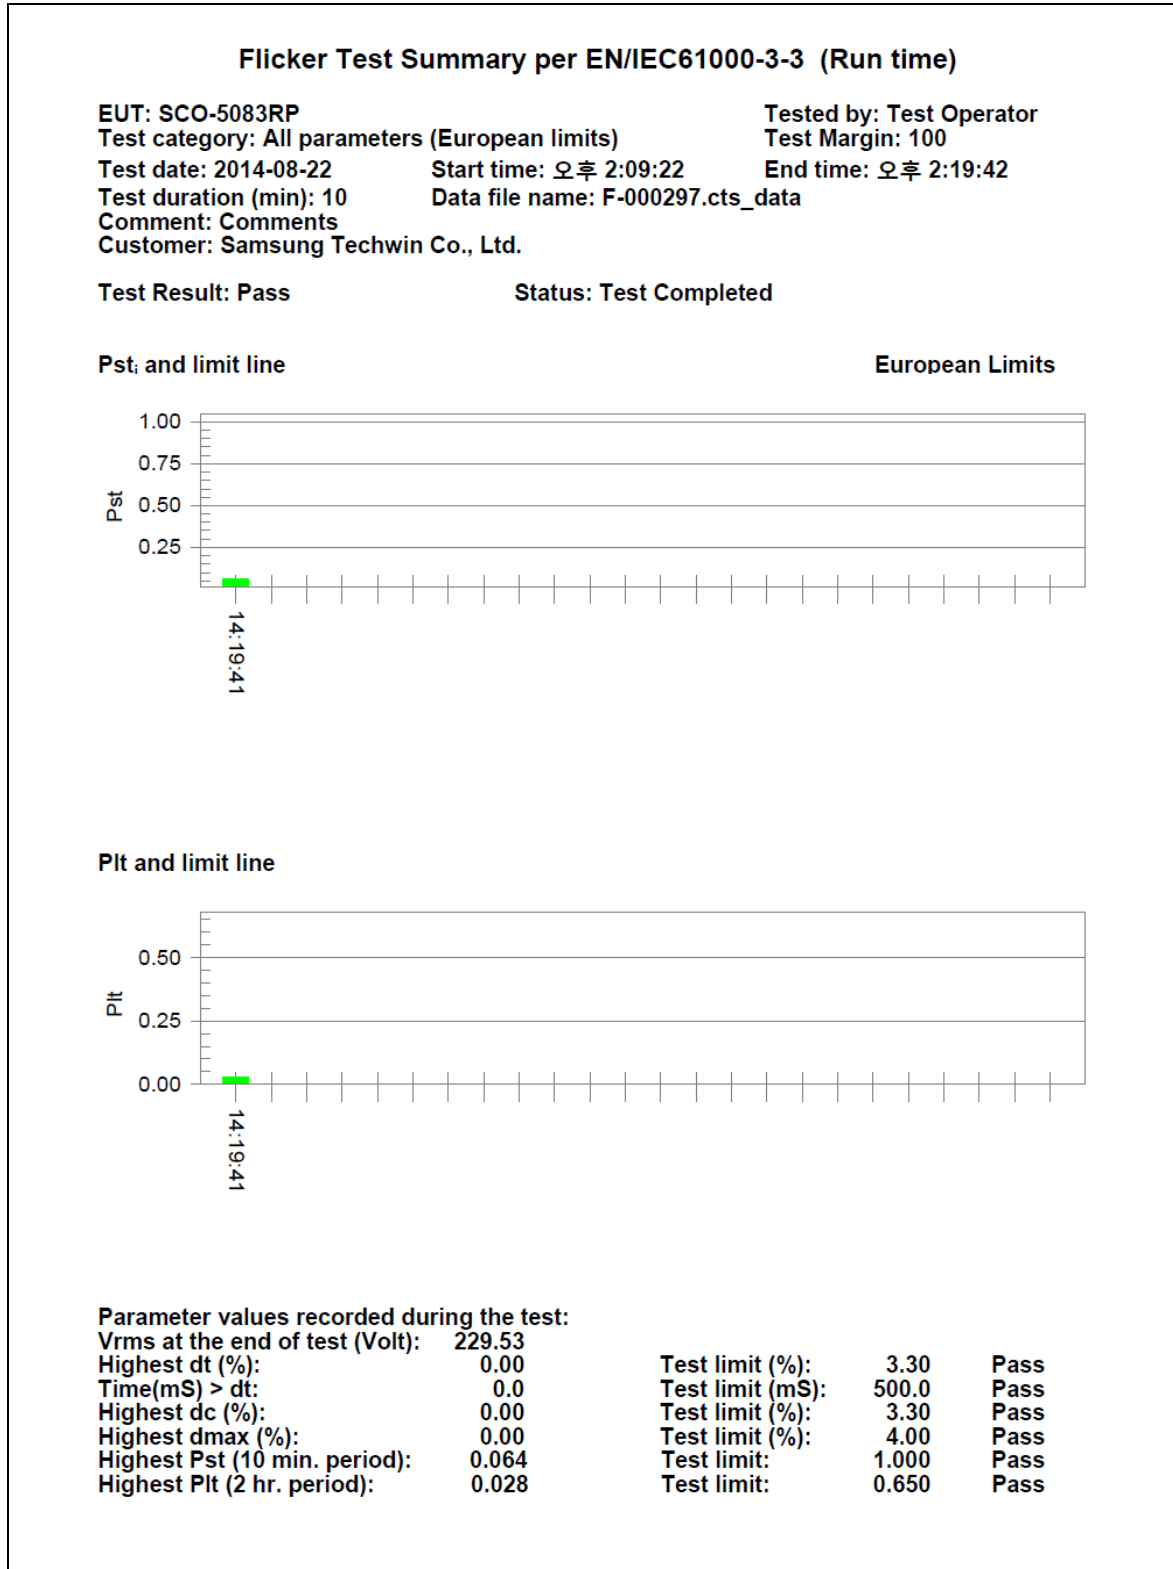 Flicker Test Summary per EN/IEC61000-3-3 (Run time)
EUT: SCO-5083RP Tested by: Test Operator
Test category: All parameters (European limits) Test Margin: 100
Test date: 2014-08-22 Start time: 오후 2:09:22 End time: 오후 2:19:42
Test duration (min): 10 Data file name: F-000297.cts_data
Comment: Comments
Customer: Samsung Techwin Co., Ltd.
Test Result: Pass Status: Test Completed
Psti and limit line European Limits
1.00
0.75
0.50
0.25
Pst
14:19:41
Plt and limit line
0.50
0.25
0.00
Plt
14:19:41
Parameter values recorded during the test:
Vrms at the end of test (Volt): 229.53
Highest dt (%): 0.00 Test limit (%): 3.30 Pass
Time(mS) > dt: 0.0 Test limit (mS): 500.0 Pass
Highest dc (%): 0.00 Test limit (%): 3.30 Pass
Highest dmax (%): 0.00 Test limit (%): 4.00 Pass
Highest Pst (10 min. period): 0.064 Test limit: 1.000 Pass
Highest Plt (2 hr. period): 0.028 Test limit: 0.650 Pass